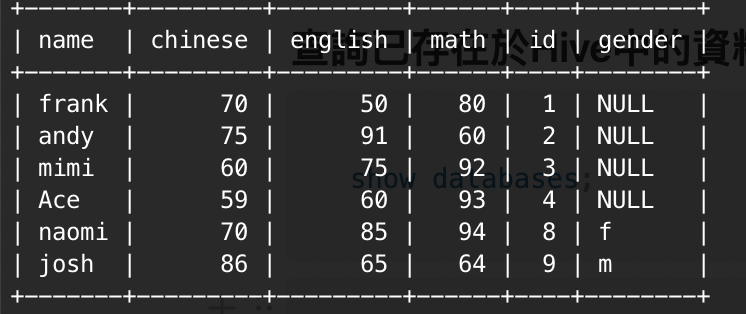 +-------+---------+---------+------+----+--------+
| name  | chinese | english | math | id | gender |
+-------+---------+---------+------+----+--------+
| frank |      70 |      50 |   80 |  1 | NULL   |
| andy  |      75 |      91 |   60 |  2 | NULL   |
| mimi  |      60 |      75 |   92 |  3 | NULL   |
| Ace   |      59 |      60 |   93 |  4 | NULL   |
| naomi |      70 |      85 |   94 |  8 | f      |
| josh  |      86 |      65 |   64 |  9 | m      |
+-------+---------+---------+------+----+--------+
查詢已存在於Hive中的資料
show databases;